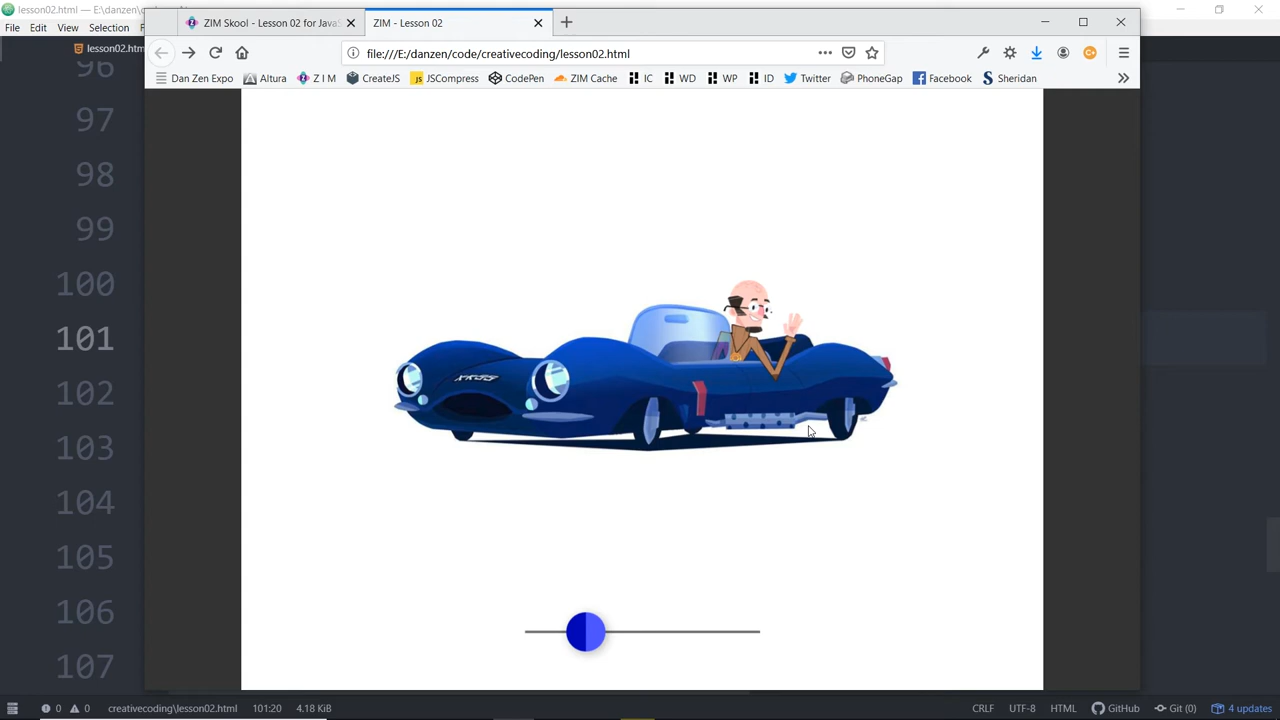 lesson02.html — E:\danzen\
File Edit View Selection
ZIM Skool - Lesson 02 for JavaS
ZIM - Lesson 02
lesson02.htm
file:///E:/danzen/code/creativecoding/lesson02.html
Dan Zen Expo Altura Z I M CreateJS JSCompress CodePen ZIM Cache IC WD WP ID Twitter PhoneGap Facebook Sheridan
96
97
98
99
100
101
102
103
104
105
106
107
XKSS
0 0 creativecoding\lesson02.html 101:20 4.18 KiB CRLF UTF-8 HTML GitHub Git (0) 4 updates